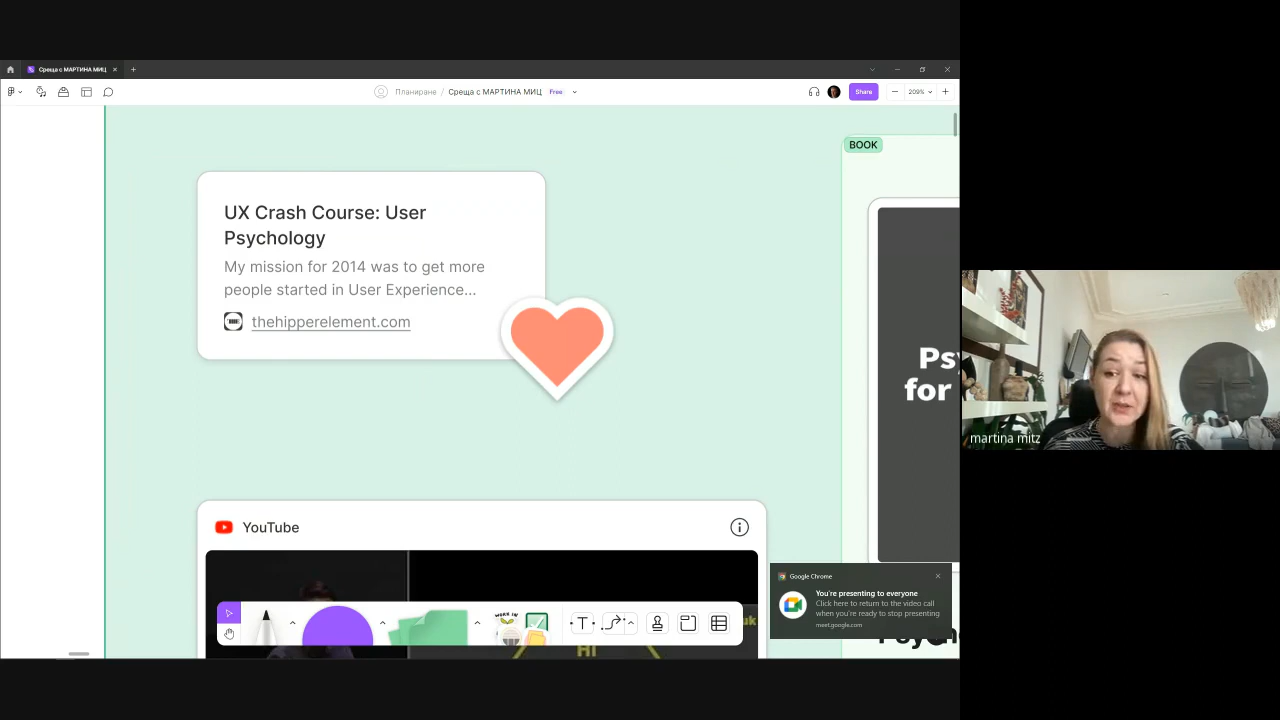 Среща с МАРТИНА МИЦ
Планиране / Среща с МАРТИНА МИЦ Free
Share
209%
BOOK
UX Crash Course: User
Psychology
My mission for 2014 was to get more
people started in User Experience...
thehipperelement.com
for
martina mitz
YouTube
Google Chrome
You're presenting to everyone
Click here to return to the video call
when you're ready to stop presenting
meet.google.com
WORK IN
T
HI